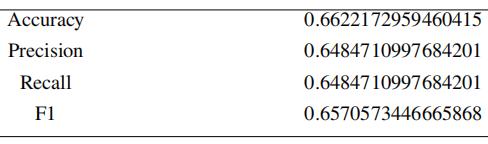 Accuracy 0.6622172959460415
Precision 0.6484710997684201
Recall 0.6484710997684201
F1 0.6570573446665868